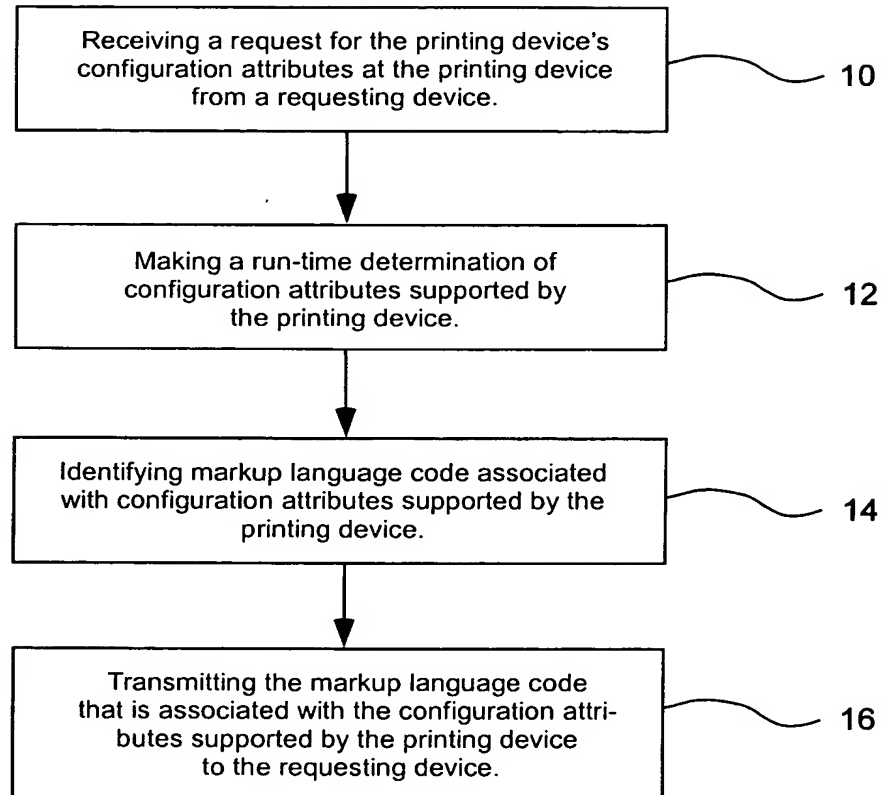 Receiving a request for the printing device's
configuration attributes at the printing device
from a requesting device.
10
Making a run-time determination of
configuration attributes supported by
the printing device.
12
Identifying markup language code associated
with configuration attributes supported by the
printing device.
14
Transmitting the markup language code
that is associated with the configuration attri-
butes supported by the printing device
to the requesting device.
16